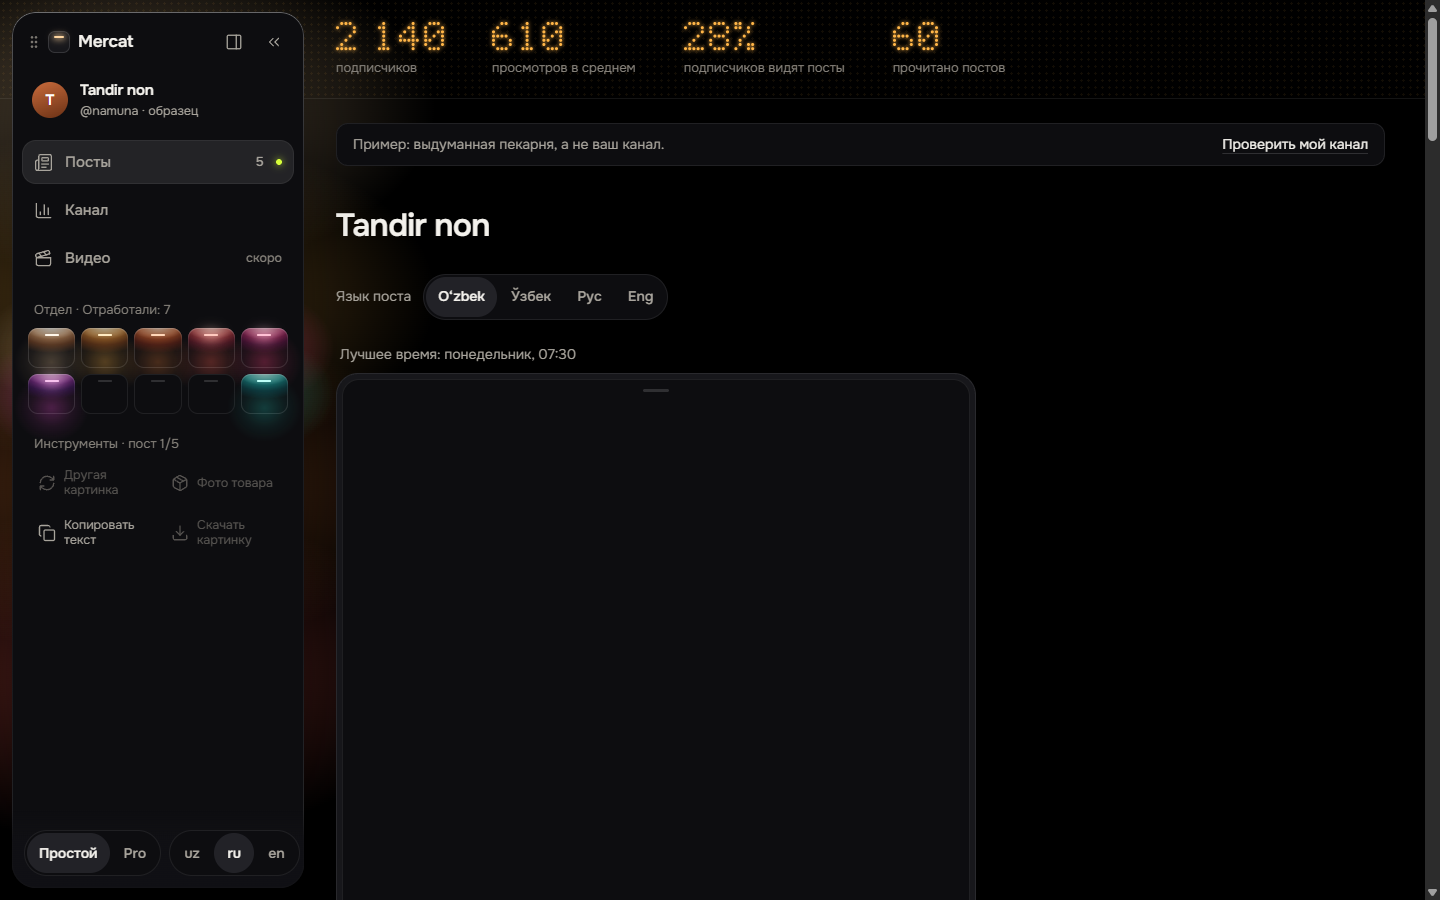 Mercat
T
Tandir non
@namuna · образец
Посты 5
Канал
Видео скоро
Отдел · Отработали: 7
Инструменты · пост 1/5
Другая
картинка
Фото товара
Копировать
текст
Скачать
картинку
Простой Pro uz ru en
2 140 610 28% 60
подписчиков просмотров в среднем подписчиков видят посты прочитано постов
Пример: выдуманная пекарня, а не ваш канал. Проверить мой канал
Tandir non
Язык поста Oʻzbek Ўзбек Рус Eng
Лучшее время: понедельник, 07:30